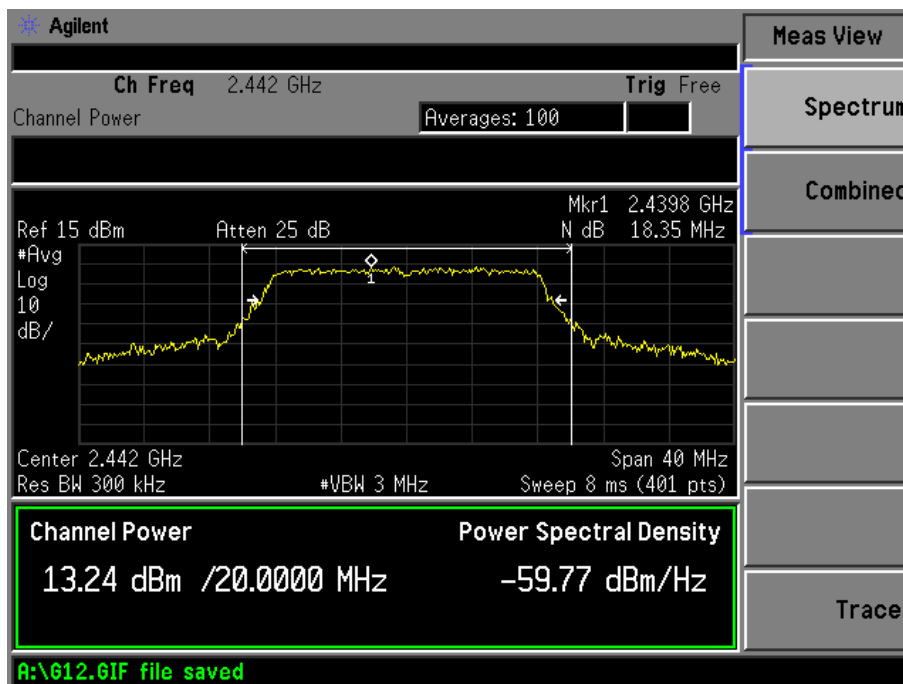 Agilent
Meas View
Ch Freq 2.442 GHz Trig Free
Channel Power Averages: 100
Spectrum
Combined
Mkr1 2.4398 GHz
Ref 15 dBm Atten 25 dB N dB 18.35 MHz
#Avg
Log
10
dB/
1
Center 2.442 GHz Span 40 MHz
Res BW 300 kHz #VBW 3 MHz Sweep 8 ms (401 pts)
Channel Power Power Spectral Density
13.24 dBm /20.0000 MHz -59.77 dBm/Hz
Trace
A:\G12.GIF file saved